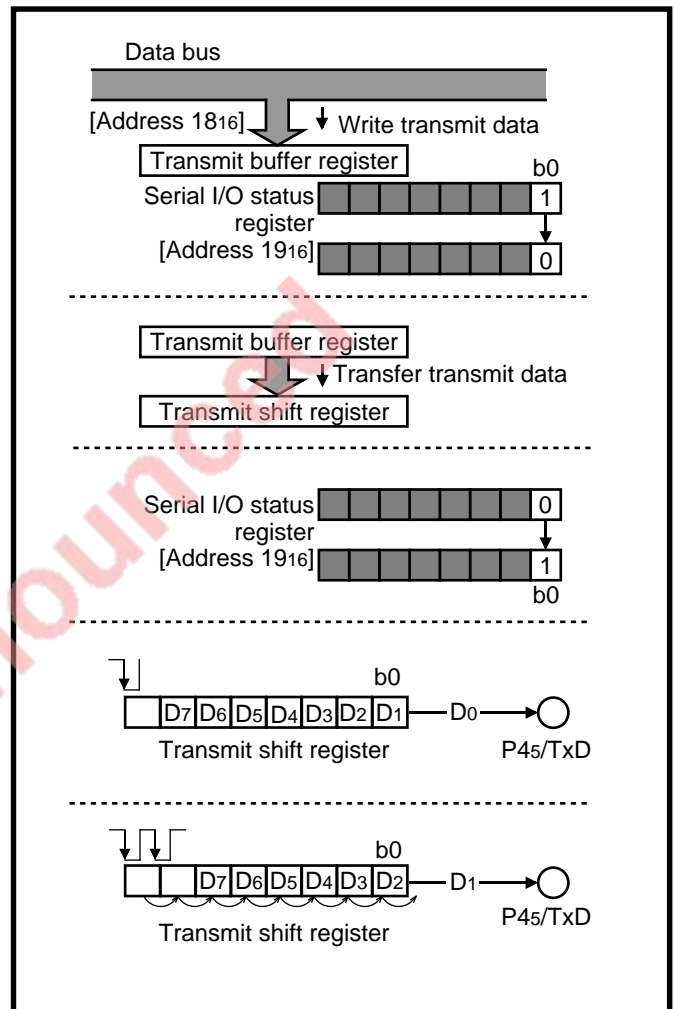 Data bus
[Address 1816] Write transmit data
Transmit buffer register
b0
Serial I/O status register
1
[Address 1916]
0
Transmit buffer register
Transfer transmit data
Transmit shift register
Serial I/O status register
0
[Address 1916]
1
b0
b0
D7 D6 D5 D4 D3 D2 D1 D0
Transmit shift register P45/TxD
b0
D7 D6 D5 D4 D3 D2 D1
P45/TxD
Transmit shift register